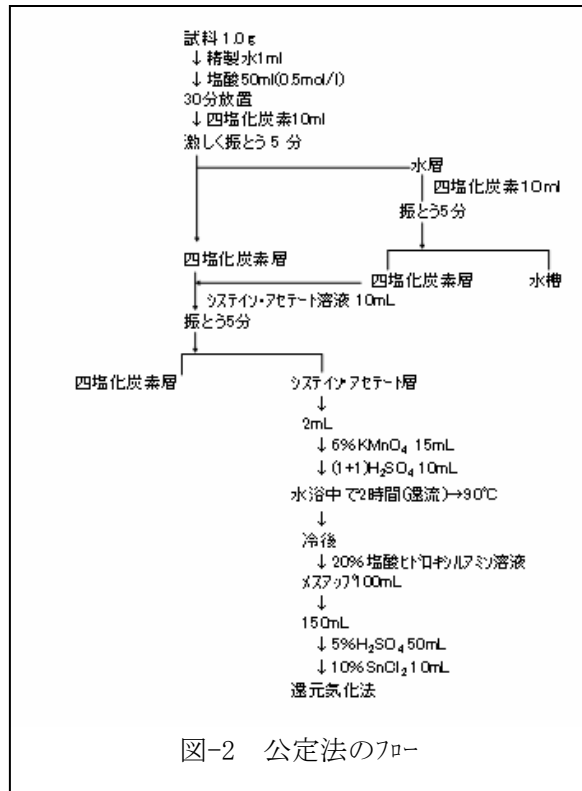 試料1.0g
↓精製水1ml
↓塩酸50ml(0.5mol/l)
30分放置
↓四塩化炭素10ml
激しく振とう5分
水層
四塩化炭素10ml
振とう5分
四塩化炭素層
四塩化炭素層 水槽
システイン・アセテート溶液 10mL
振とう5分
四塩化炭素層 システイン・アセテート層
↓
2mL
↓6%KMnO₄ 15mL
↓(1+1)H₂SO₄ 10mL
水浴中で2時間(還流)→90℃
↓
冷後
↓20%塩酸ヒドロキシルアミン溶液
メスアップ100mL
↓
150mL
↓5%H₂SO₄ 50mL
↓10%SnCl₂ 10mL
還元気化法
図-2 公定法のフロー